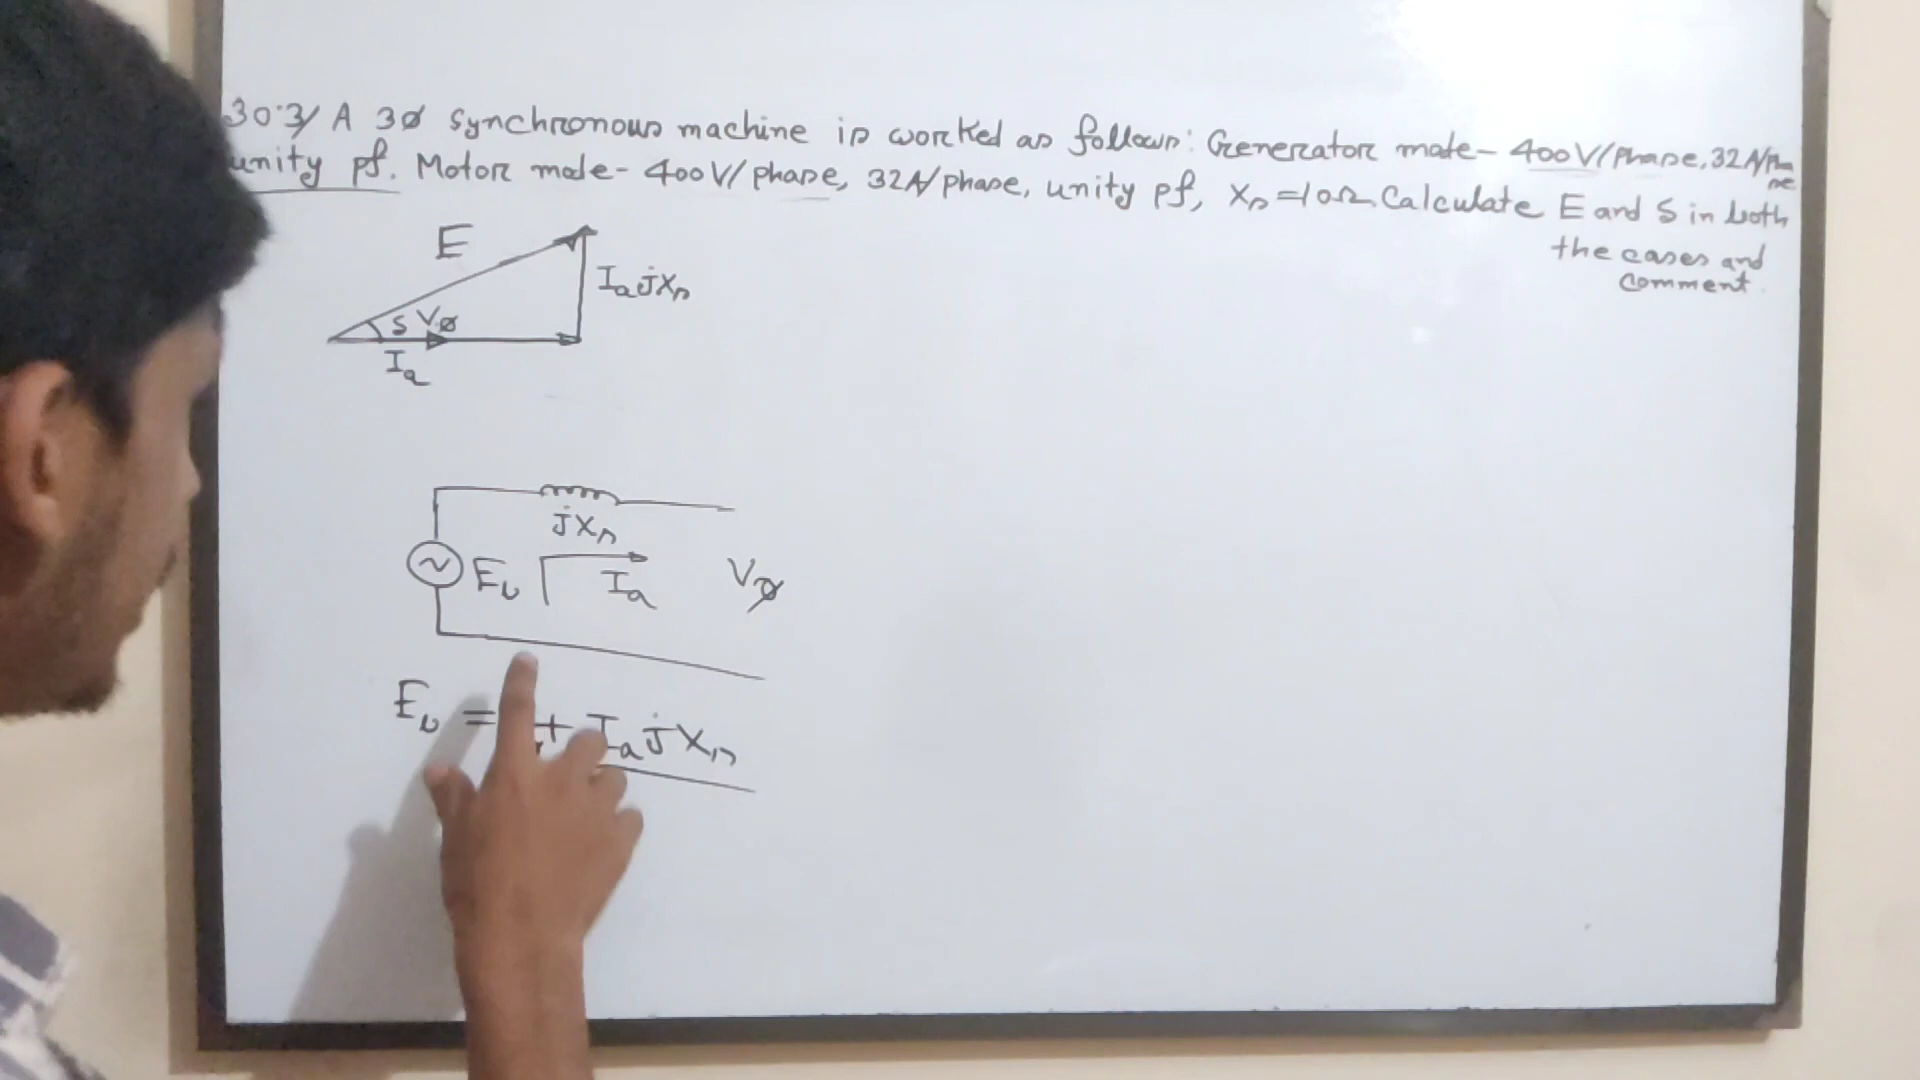 30.3/ A 3ø synchronous machine is worked as follows: Generator mode - 400V/Phase, 32A/Pha
se
unity pf. Motor mode - 400V/phase, 32A/phase, unity pf, Xs=10Ω Calculate E and δ in both
the cases and
comment.
E
IajXs
δ Vø
Ia
jXs
Eb
Ia
Vø
Eb = + IajXs